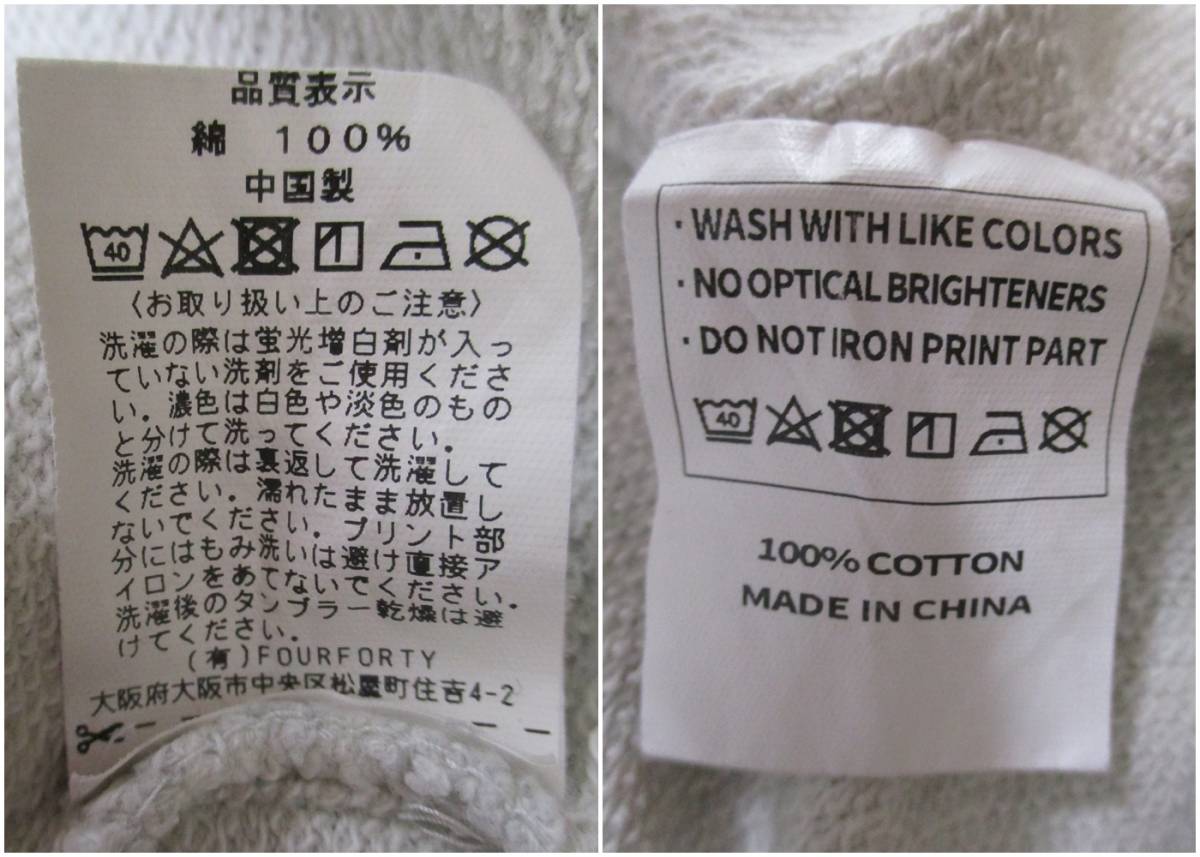 品質表示
綿 100%
中国製
40
〈お取り扱い上のご注意〉
洗濯の際は蛍光増白剤が入っ
ていない洗剤をご使用くださ
い．濃色は白色や淡色のもの
と分けて洗ってください．
洗濯の際は裏返して洗濯して
ください．濡れたまま放置し
ないでください．プリント部
分にはもみ洗いは避け直接ア
イロンをあてないでください．
洗濯後のタンブラー乾燥は避
けてください．
(有)FOURFORTY
大阪府大阪市中央区松屋町住吉4-2
· WASH WITH LIKE COLORS
· NO OPTICAL BRIGHTENERS
· DO NOT IRON PRINT PART
40
100% COTTON
MADE IN CHINA